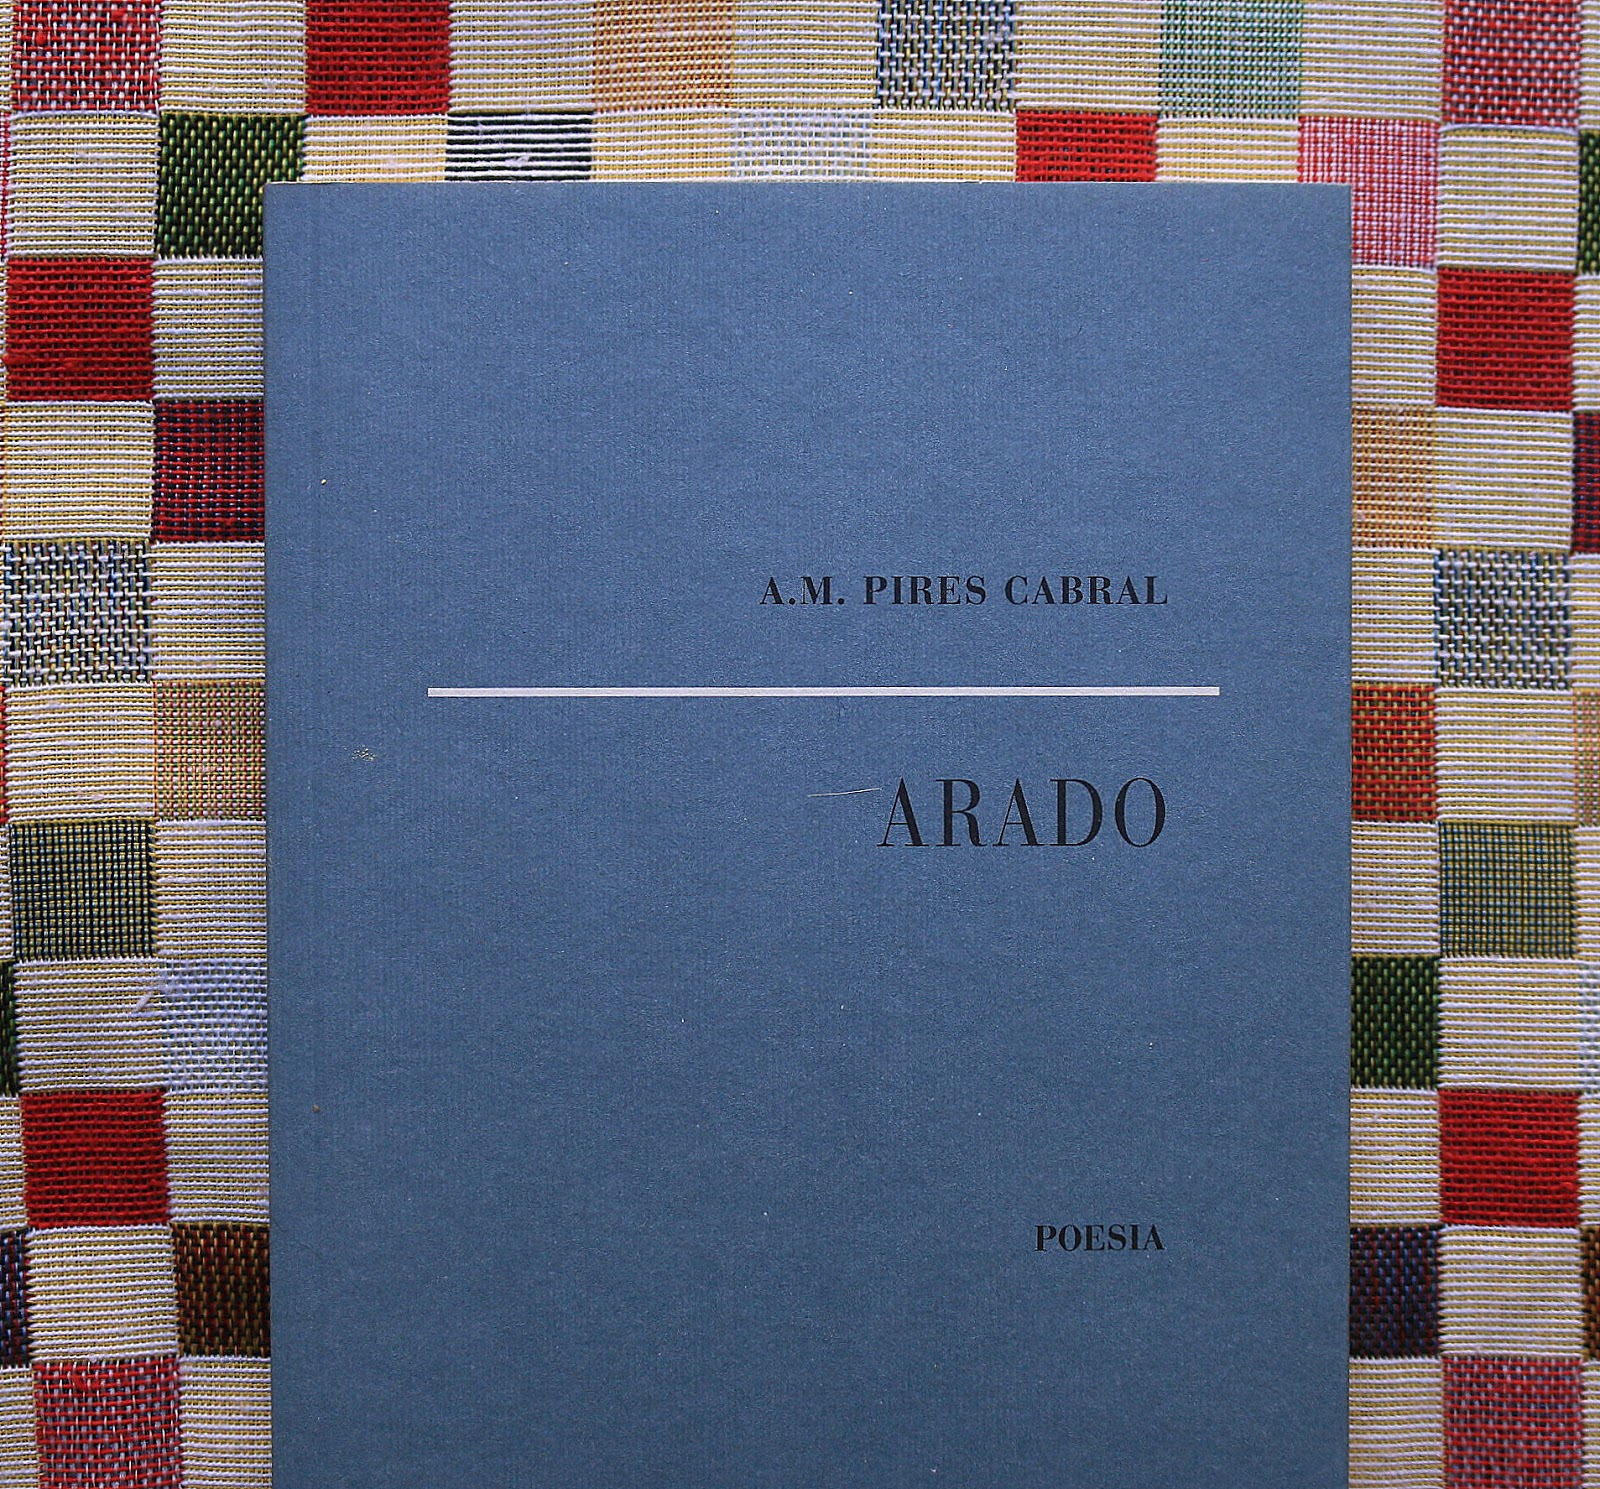 A.M. PIRES CABRAL
ARADO
POESIA